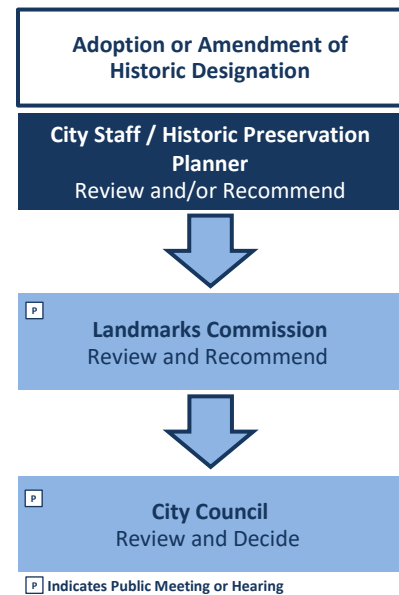 Adoption or Amendment of
Historic Designation
City Staff / Historic Preservation
Planner
Review and/or Recommend
P
Landmarks Commission
Review and Recommend
P
City Council
Review and Decide
P Indicates Public Meeting or Hearing